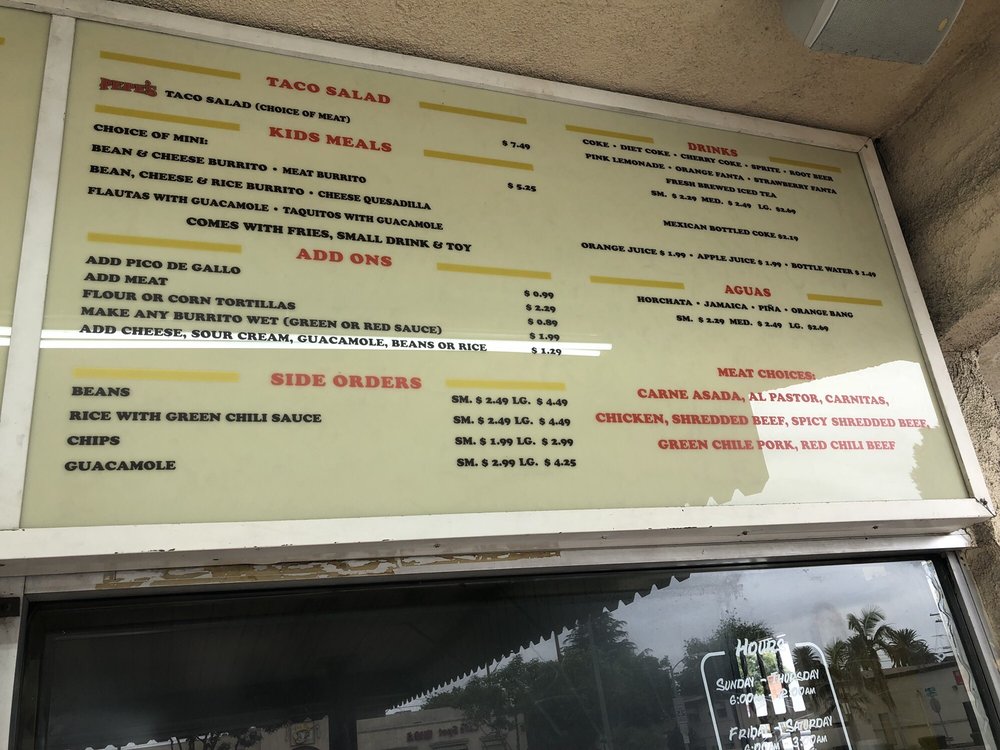 TACO SALAD
PEPE'S TACO SALAD (CHOICE OF MEAT) $ 7.49
KIDS MEALS
CHOICE OF MINI: $ 5.25
BEAN & CHEESE BURRITO • MEAT BURRITO
BEAN, CHEESE & RICE BURRITO • CHEESE QUESADILLA
FLAUTAS WITH GUACAMOLE • TAQUITOS WITH GUACAMOLE
COMES WITH FRIES, SMALL DRINK & TOY
ADD ONS
ADD PICO DE GALLO $ 0.99
ADD MEAT $ 2.29
FLOUR OR CORN TORTILLAS $ 0.89
MAKE ANY BURRITO WET (GREEN OR RED SAUCE) $ 1.99
ADD CHEESE, SOUR CREAM, GUACAMOLE, BEANS OR RICE $ 1.29
SIDE ORDERS
BEANS SM. $ 2.49 LG. $ 4.49
RICE WITH GREEN CHILI SAUCE SM. $ 2.49 LG. $ 4.49
CHIPS SM. $ 1.99 LG. $ 2.99
GUACAMOLE SM. $ 2.99 LG. $ 4.25
DRINKS
COKE • DIET COKE • CHERRY COKE • SPRITE • ROOT BEER
PINK LEMONADE • ORANGE FANTA • STRAWBERRY FANTA
FRESH BREWED ICED TEA
SM. $ 2.29 MED. $ 2.49 LG. $2.69
MEXICAN BOTTLED COKE $2.19
ORANGE JUICE $ 1.99 • APPLE JUICE $ 1.99 • BOTTLE WATER $ 1.49
AGUAS
HORCHATA • JAMAICA • PIÑA • ORANGE BANG
SM. $ 2.29 MED. $ 2.49 LG. $2.69
MEAT CHOICES:
CARNE ASADA, AL PASTOR, CARNITAS,
CHICKEN, SHREDDED BEEF, SPICY SHREDDED BEEF,
GREEN CHILE PORK, RED CHILI BEEF
HOURS
SUNDAY - THURSDAY
FRIDAY - SATURDAY